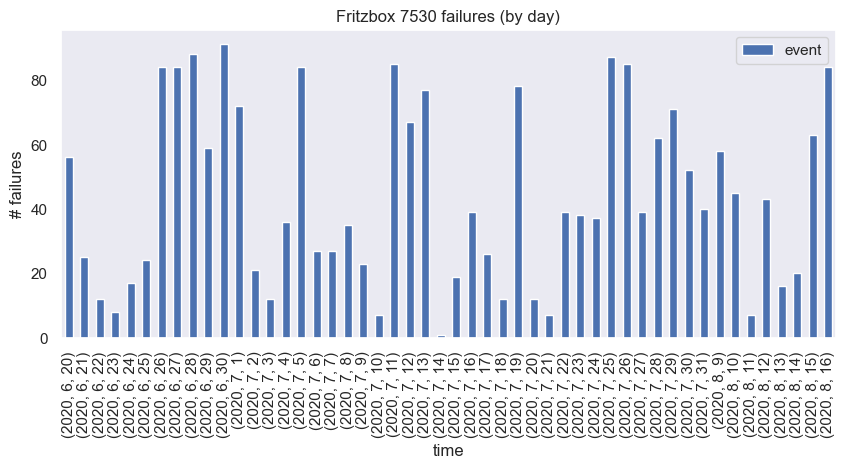 Fritzbox 7530 failures (by day)
event
# failures
80
60
40
20
0
(2020, 6, 20)
(2020, 6, 21)
(2020, 6, 22)
(2020, 6, 23)
(2020, 6, 24)
(2020, 6, 25)
(2020, 6, 26)
(2020, 6, 27)
(2020, 6, 28)
(2020, 6, 29)
(2020, 6, 30)
(2020, 7, 1)
(2020, 7, 2)
(2020, 7, 3)
(2020, 7, 4)
(2020, 7, 5)
(2020, 7, 6)
(2020, 7, 7)
(2020, 7, 8)
(2020, 7, 9)
(2020, 7, 10)
(2020, 7, 11)
(2020, 7, 12)
(2020, 7, 13)
(2020, 7, 14)
(2020, 7, 15)
(2020, 7, 16)
(2020, 7, 17)
(2020, 7, 18)
(2020, 7, 19)
(2020, 7, 20)
(2020, 7, 21)
(2020, 7, 22)
(2020, 7, 23)
(2020, 7, 24)
(2020, 7, 25)
(2020, 7, 26)
(2020, 7, 27)
(2020, 7, 28)
(2020, 7, 29)
(2020, 7, 30)
(2020, 7, 31)
(2020, 8, 9)
(2020, 8, 10)
(2020, 8, 11)
(2020, 8, 12)
(2020, 8, 13)
(2020, 8, 14)
(2020, 8, 15)
(2020, 8, 16)
time